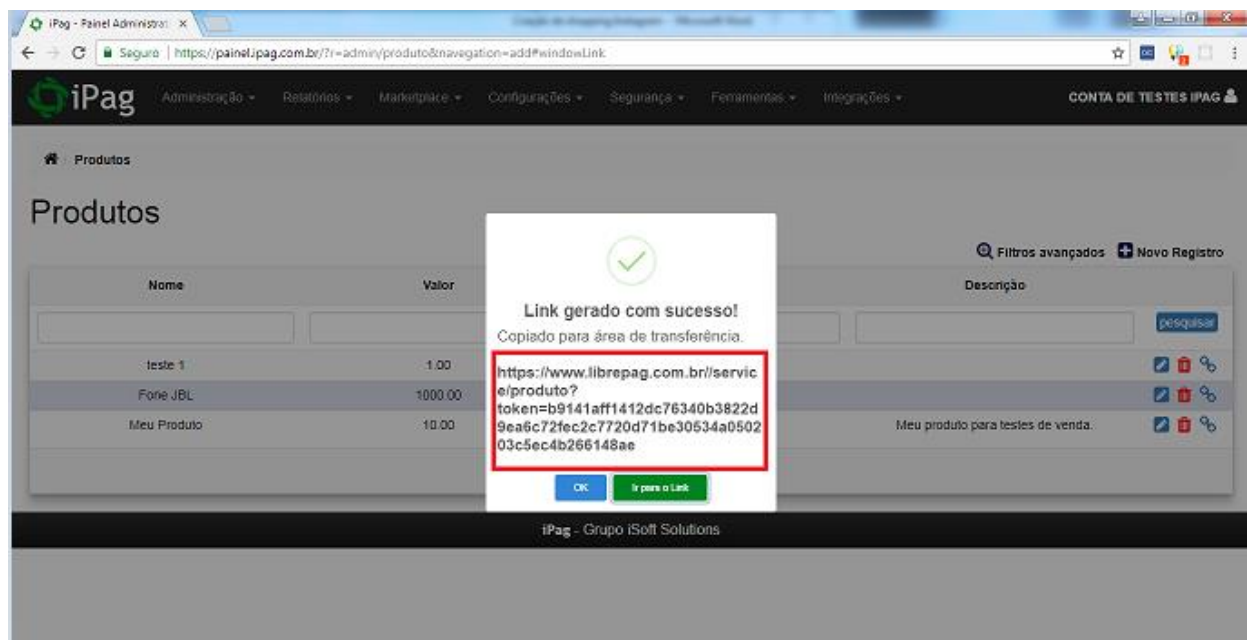 iPag - Painel Administra
Seguro | https://painel.ipag.com.br/?r=admin/produto&navegation=add#windowLink
iPag Administração Relatórios Marketplace Configurações Segurança Ferramentas Integrações CONTA DE TESTES IPAG
Produtos
Produtos
Filtros avançados Novo Registro
Nome Valor Descrição
pesquisar
teste 1 1.00
Fone JBL 1000.00
Meu Produto 10.00 Meu produto para testes de venda.
Link gerado com sucesso!
Copiado para área de transferência.
https://www.librepag.com.br//servic
e/produto?
token=b9141aff1412dc76340b3822d
9ea6c72fec2c7720d71be30534a0502
03c5ec4b266148ae
OK Ir para o Link
iPag - Grupo iSoft Solutions